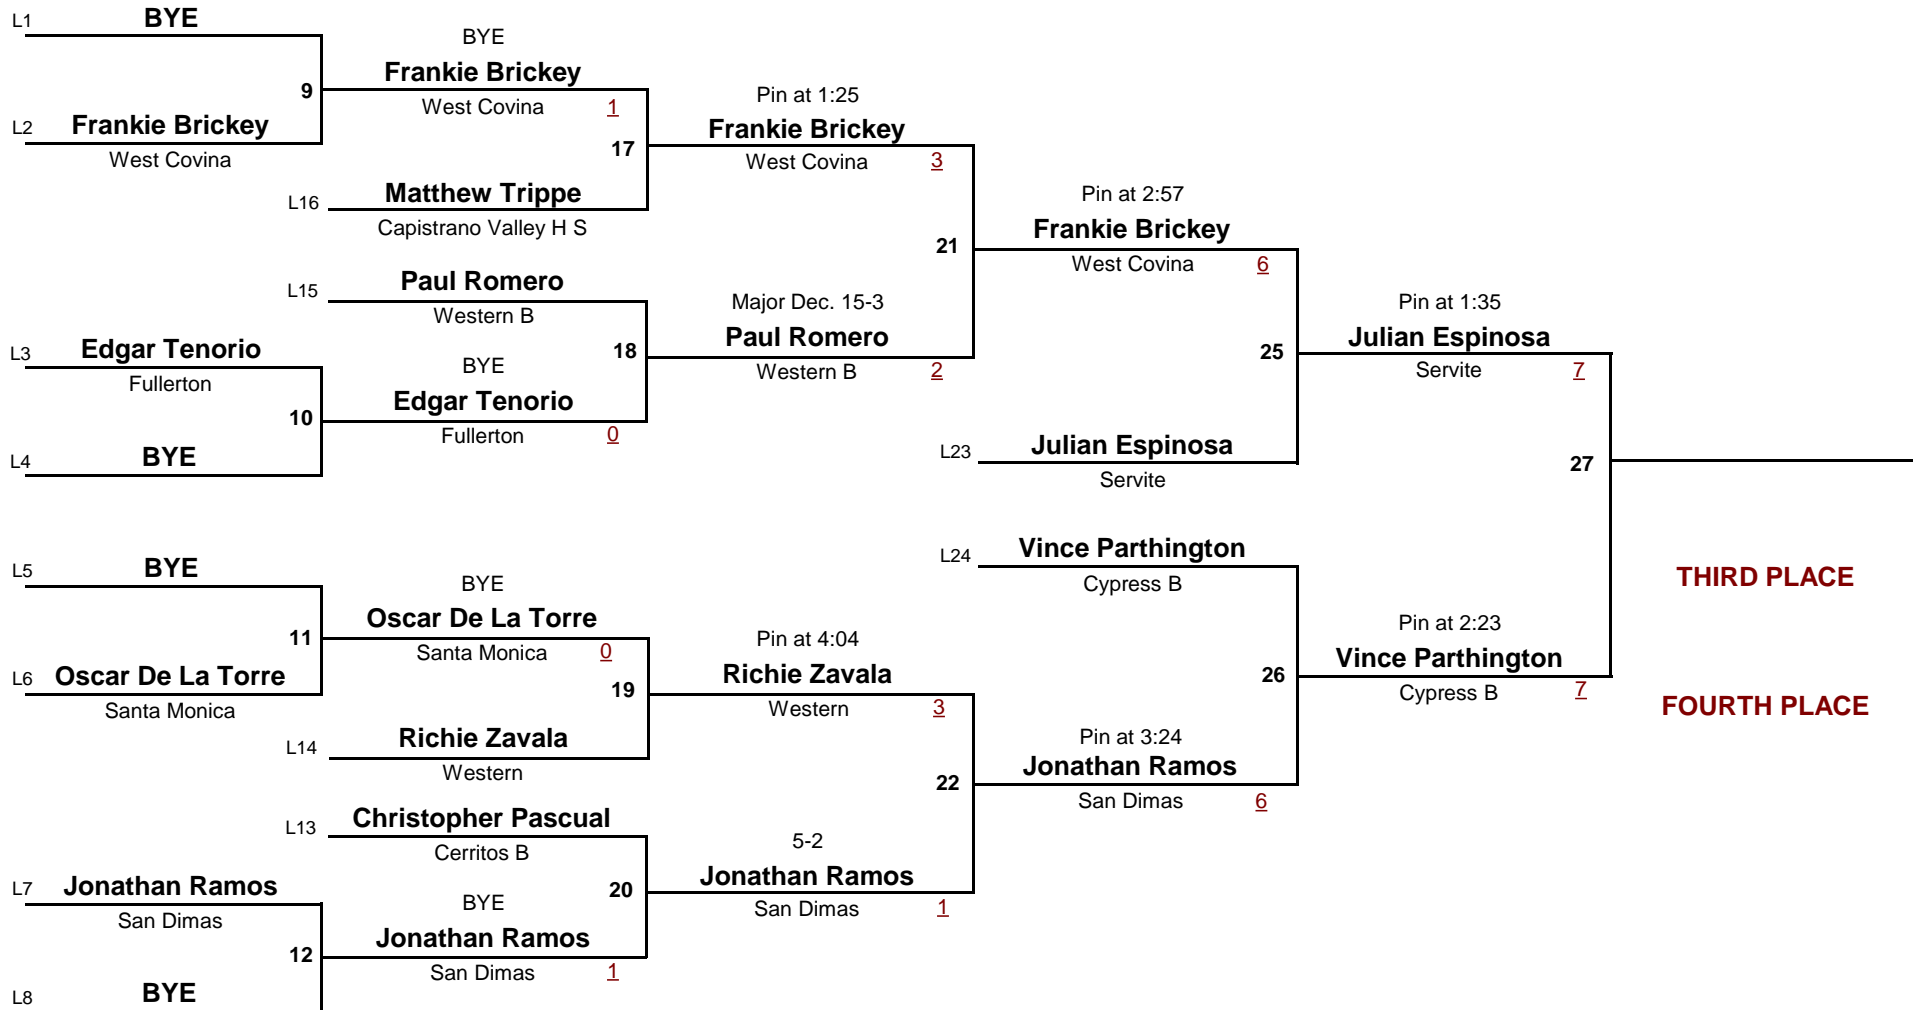 L1
BYE
9
L2
Frankie Brickey
West Covina
BYE
Frankie Brickey
West Covina
1
17
L16
Matthew Trippe
Capistrano Valley H S
Pin at 1:25
Frankie Brickey
West Covina
3
21
L15
Paul Romero
Western B
18
L3
Edgar Tenorio
Fullerton
10
L4
BYE
BYE
Edgar Tenorio
Fullerton
0
Major Dec. 15-3
Paul Romero
Western B
2
Pin at 2:57
Frankie Brickey
West Covina
6
25
L23
Julian Espinosa
Servite
Pin at 1:35
Julian Espinosa
Servite
7
27
L5
BYE
11
L6
Oscar De La Torre
Santa Monica
BYE
Oscar De La Torre
Santa Monica
0
19
L14
Richie Zavala
Western
Pin at 4:04
Richie Zavala
Western
3
22
L13
Christopher Pascual
Cerritos B
20
L7
Jonathan Ramos
San Dimas
12
L8
BYE
BYE
Jonathan Ramos
San Dimas
1
5-2
Jonathan Ramos
San Dimas
1
L24
Vince Parthington
Cypress B
26
Pin at 3:24
Jonathan Ramos
San Dimas
6
Pin at 2:23
Vince Parthington
Cypress B
7
THIRD PLACE
FOURTH PLACE